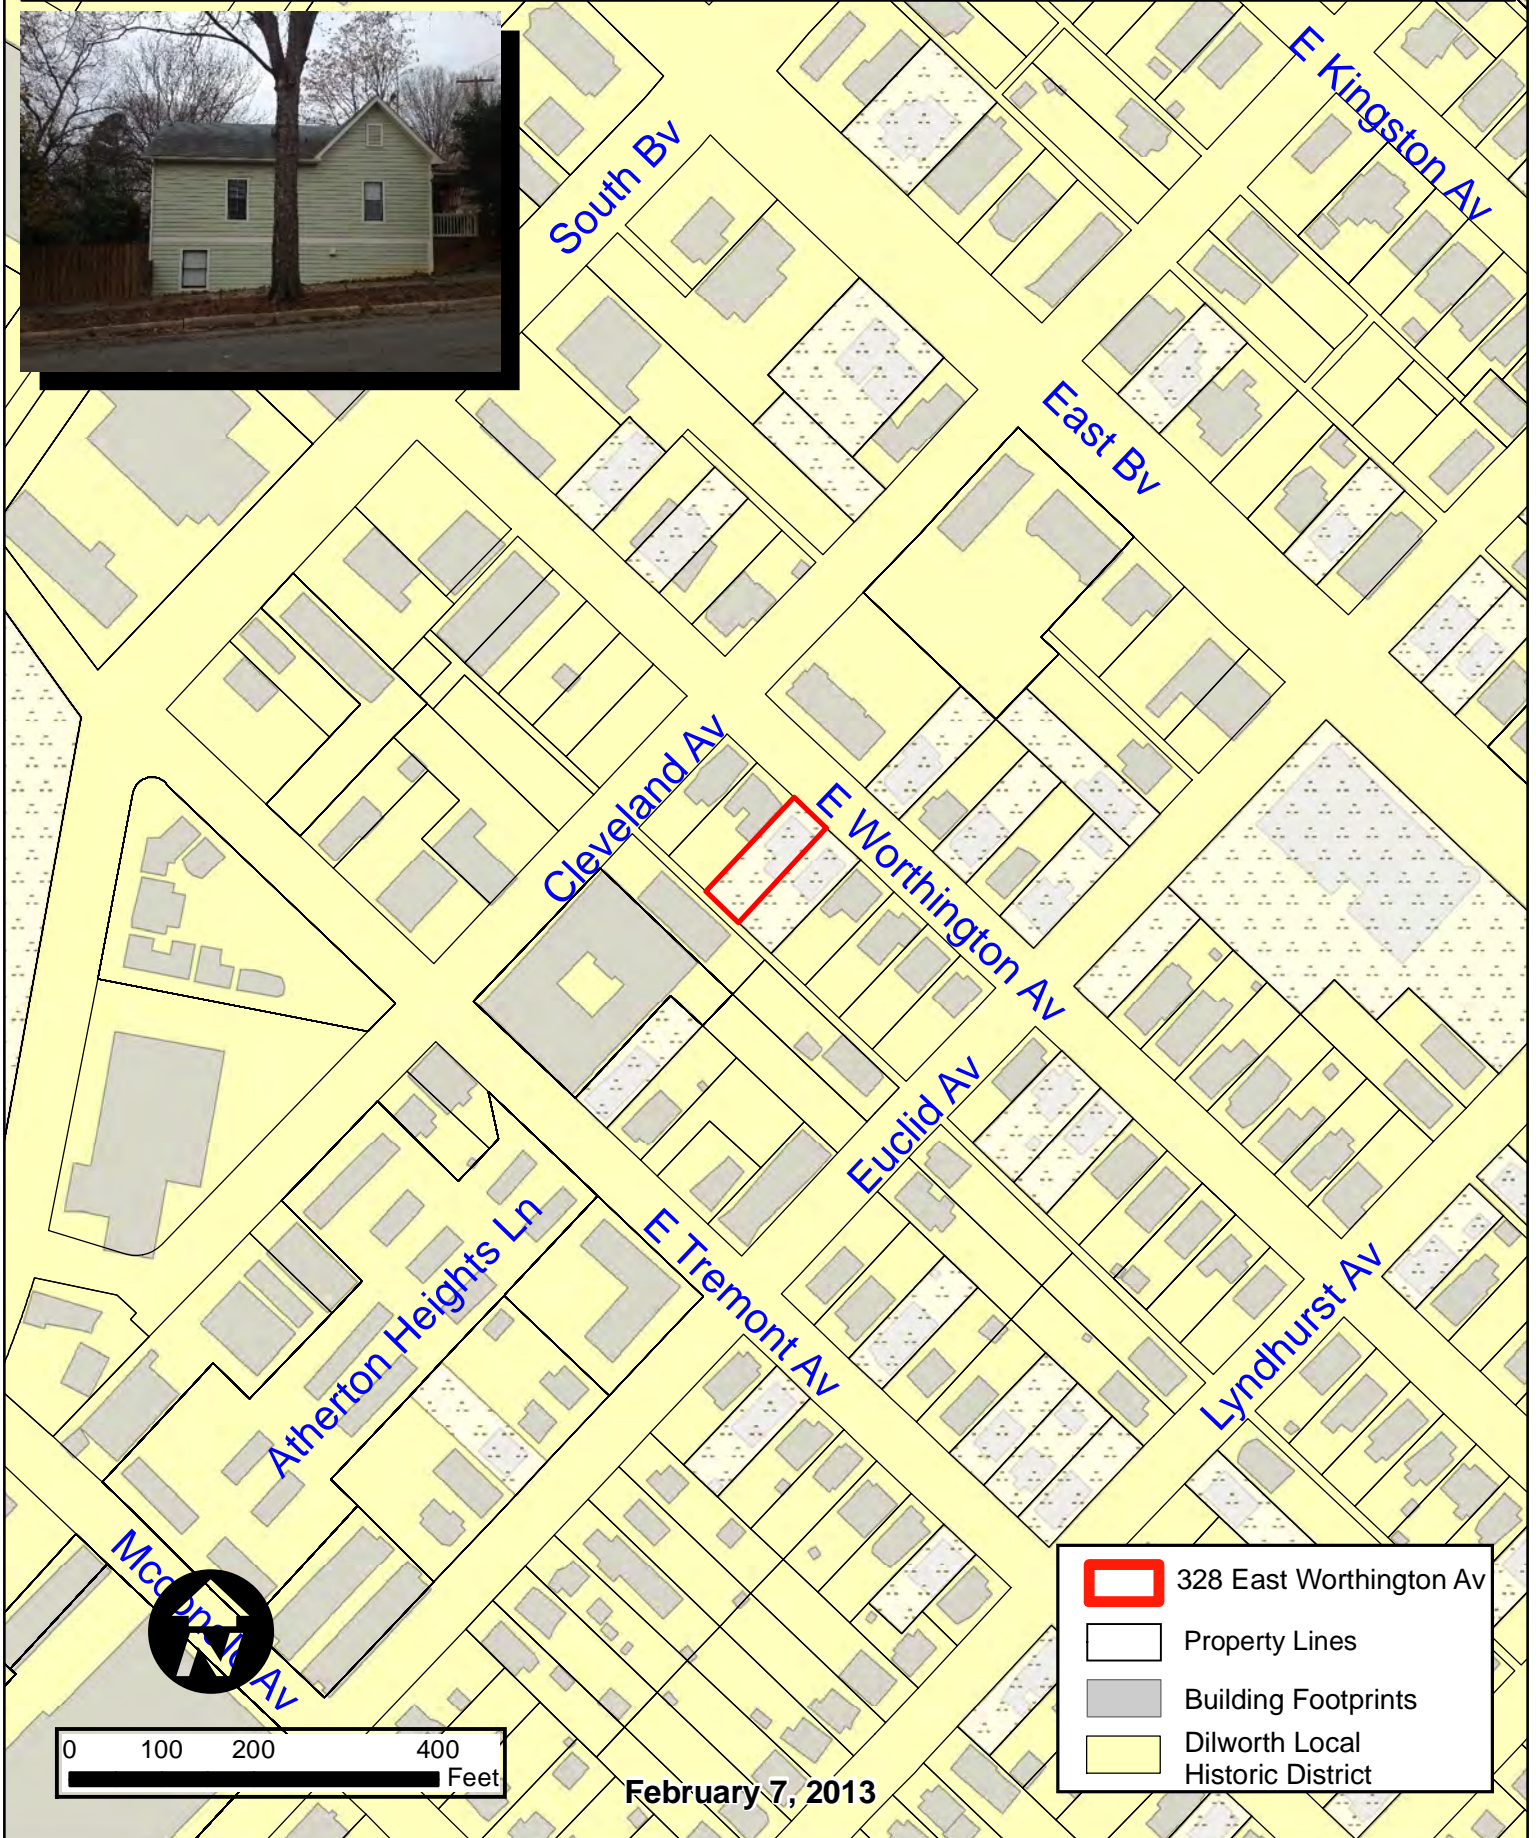 E Kingston Av
South Bv
East Bv
Cleveland Av
E Worthington Av
Euclid Av
Atherton Heights Ln
E Tremont Av
Lyndhurst Av
Av
N
328 East Worthington Av
Property Lines
Building Footprints
Dilworth Local
Historic District
0 100 200 400
Feet
February 7, 2013